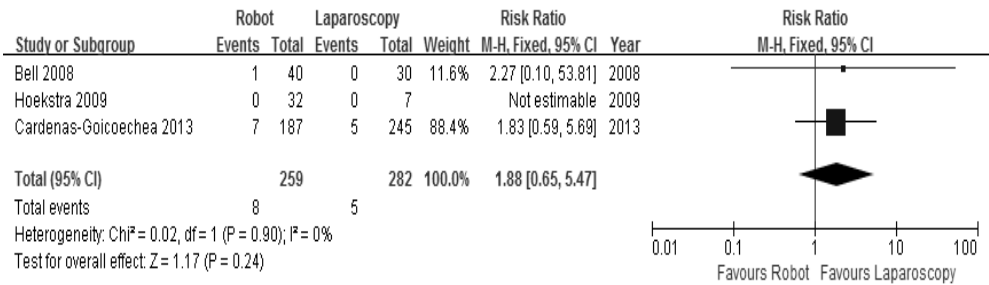 Robot Laparoscopy Risk Ratio Risk Ratio
Study or Subgroup Events Total Events Total Weight M-H, Fixed, 95% CI Year M-H, Fixed, 95% CI
Bell 2008 1 40 0 30 11.6% 2.27 [0.10, 53.81] 2008
Hoekstra 2009 0 32 0 7 Not estimable 2009
Cardenas-Goicoechea 2013 7 187 5 245 88.4% 1.83 [0.59, 5.69] 2013
Total (95% CI) 259 282 100.0% 1.88 [0.65, 5.47]
Total events 8 5
Heterogeneity: Chi² = 0.02, df = 1 (P = 0.90); I² = 0%
Test for overall effect: Z = 1.17 (P = 0.24)
0.01 0.1 1 10 100
Favours Robot Favours Laparoscopy